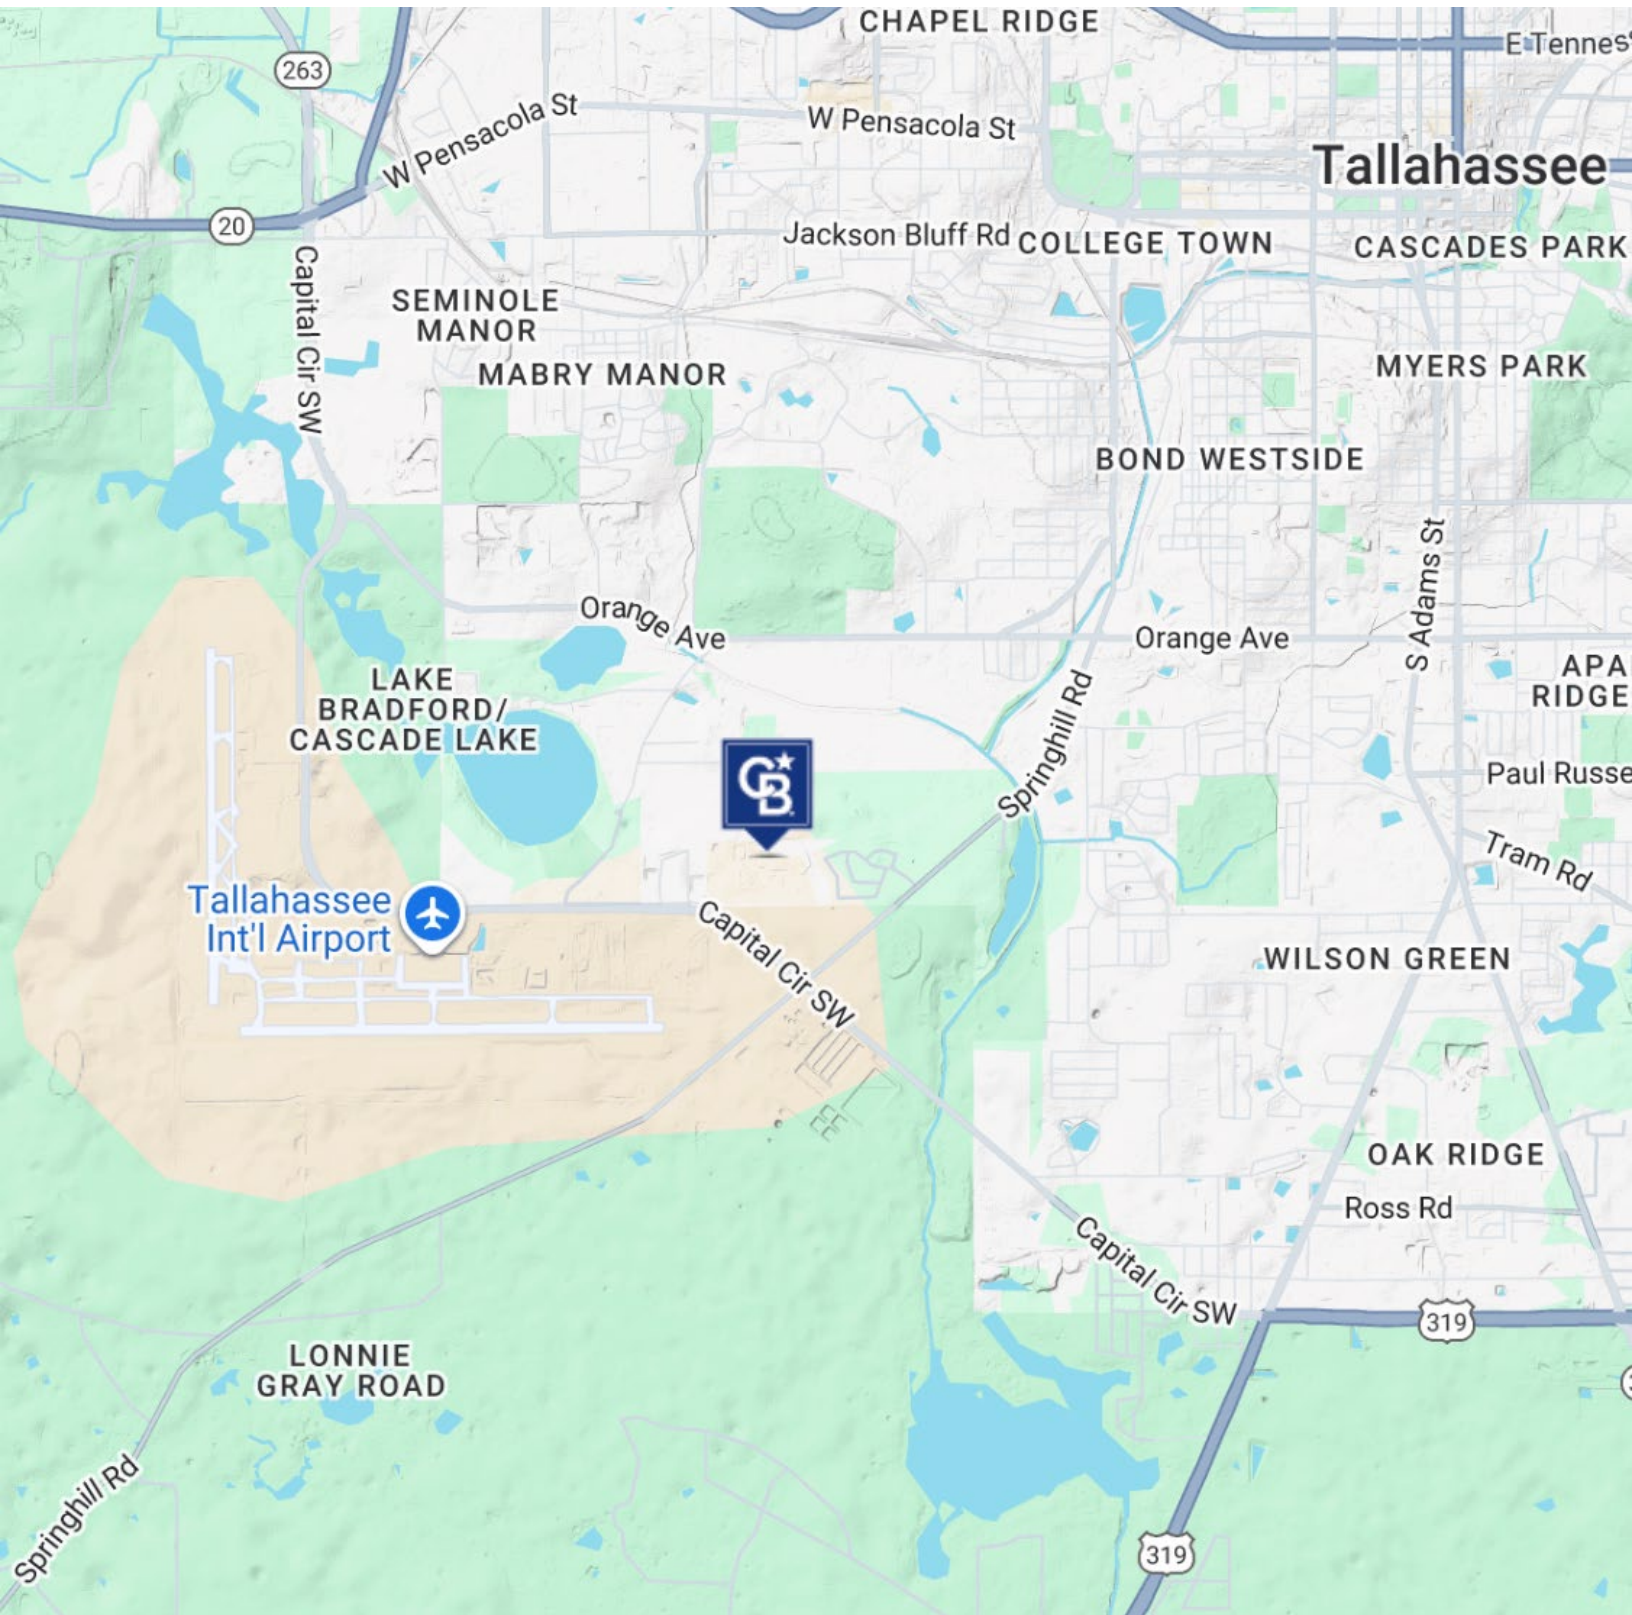 CHAPEL RIDGE
E Tennes
263
W Pensacola St
W Pensacola St
Tallahassee
20
Jackson Bluff Rd
COLLEGE TOWN
CASCADES PARK
Capital Cir SW
SEMINOLE
MANOR
MABRY MANOR
MYERS PARK
BOND WESTSIDE
S Adams St
Orange Ave
Orange Ave
LAKE
BRADFORD/
CASCADE LAKE
APA
RIDGE
Springhill Rd
CB
Paul Russe
Tram Rd
Tallahassee
Int'l Airport
Capital Cir SW
WILSON GREEN
OAK RIDGE
Ross Rd
Capital Cir SW
319
LONNIE
GRAY ROAD
Springhill Rd
319